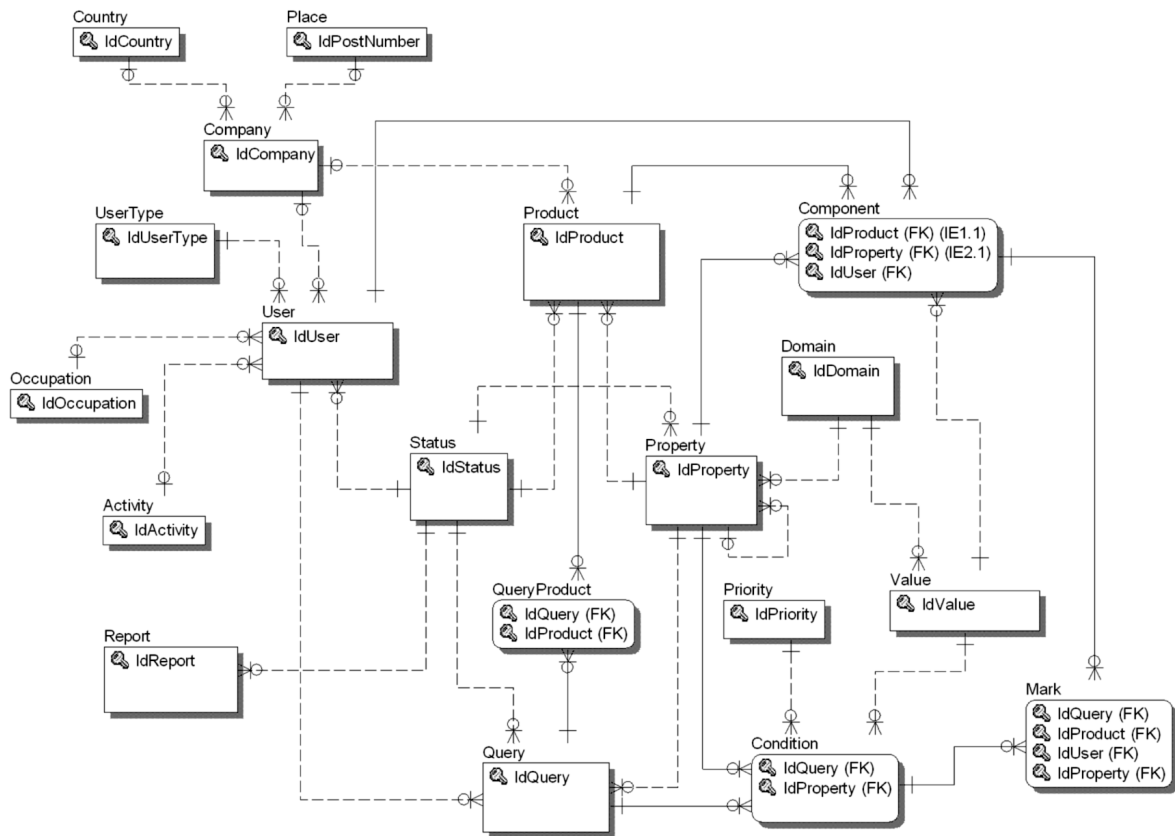 Country
IdCountry
Place
IdPostNumber
Company
IdCompany
UserType
IdUserType
Product
IdProduct
Component
IdProduct (FK) (IE1.1)
IdProperty (FK) (IE2.1)
IdUser (FK)
User
IdUser
Occupation
IdOccupation
Domain
IdDomain
Status
IdStatus
Property
IdProperty
Activity
IdActivity
QueryProduct
IdQuery (FK)
IdProduct (FK)
Priority
IdPriority
Value
IdValue
Report
IdReport
Mark
IdQuery (FK)
IdProduct (FK)
IdUser (FK)
IdProperty (FK)
Query
IdQuery
Condition
IdQuery (FK)
IdProperty (FK)